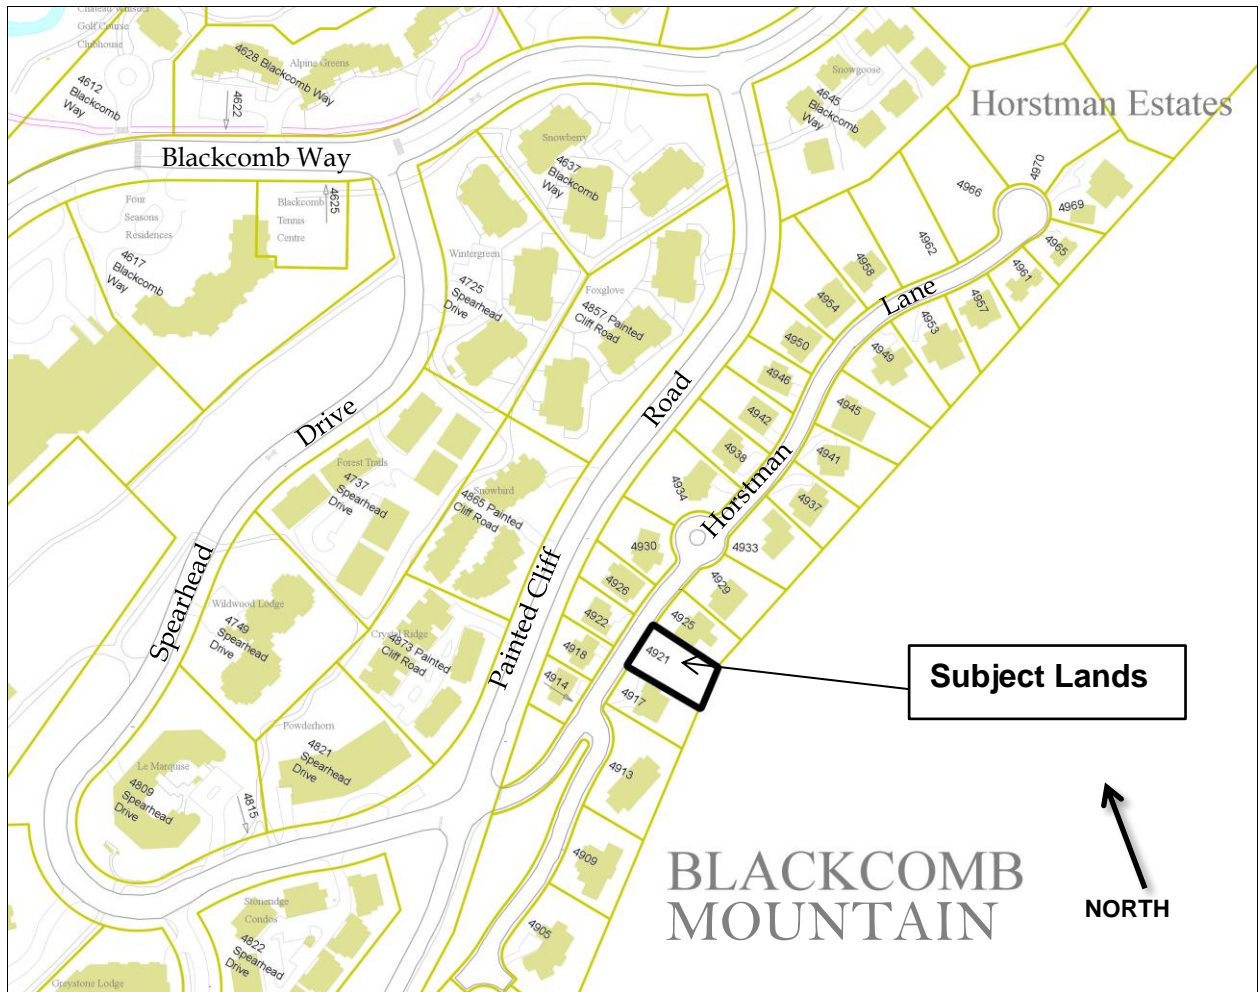 Chateau Whistler
Golf Course
Clubhouse
4612
Blackcomb
Way
4628 Blackcomb Way
Alpine Greens
4622
Blackcomb Way
Snowgoose
4645
Blackcomb
Way
Horstman Estates
Snowberry
4637
Blackcomb
Way
Four
Seasons
Residences
4617
Blackcomb
Way
Blackcomb
Tennis
Centre
4625
Wintergreen
4725
Spearhead
Drive
Foxglove
4857 Painted
Cliff Road
4970
4966
4969
4965
4962
4961
4958
4957
4954
4953
4950
4949
4946
4945
4942
4941
4938
4937
4934
4933
4930
4929
4926
4925
4922
4921
4918
4917
4914
4913
4909
4905
Horstman
Lane
Painted Cliff
Road
Spearhead
Drive
Forest Trails
4737
Spearhead
Drive
Snowbird
4865 Painted
Cliff Road
Wildwood Lodge
4749
Spearhead
Drive
Crystal Ridge
4873 Painted
Cliff Road
Powderhorn
4821
Spearhead
Drive
Le Marquise
4809
Spearhead
Drive
4815
Stoneridge
Condos
4822
Spearhead
Drive
Greystone Lodge
Subject Lands
NORTH
BLACKCOMB
MOUNTAIN